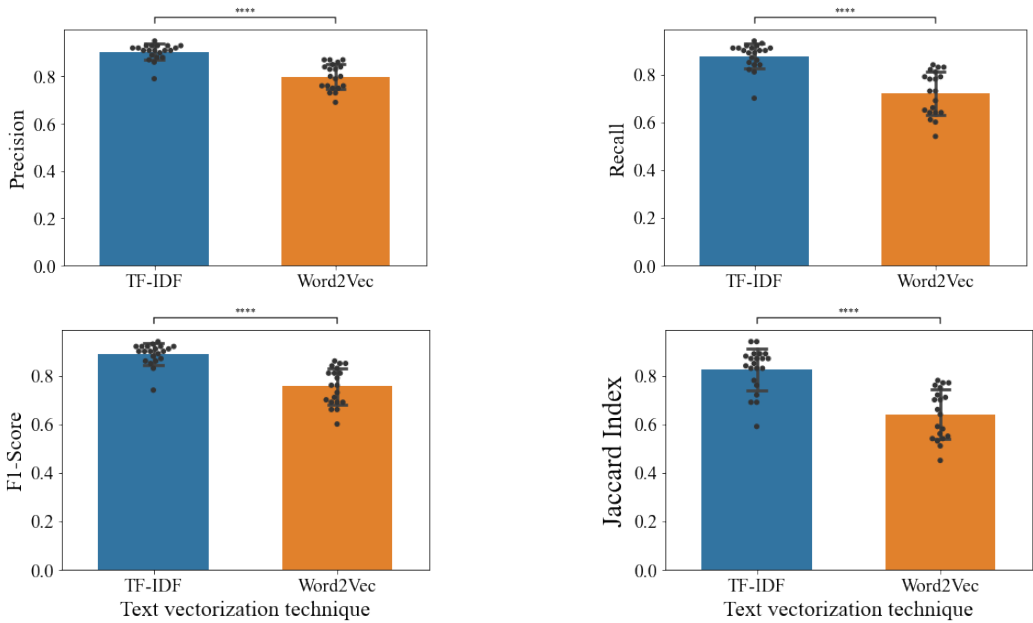 ****
Precision
0.8
0.6
0.4
0.2
0.0
TF-IDF Word2Vec
****
Recall
0.8
0.6
0.4
0.2
0.0
TF-IDF Word2Vec
****
F1-Score
0.8
0.6
0.4
0.2
0.0
TF-IDF Word2Vec
Text vectorization technique
****
Jaccard Index
0.8
0.6
0.4
0.2
0.0
TF-IDF Word2Vec
Text vectorization technique